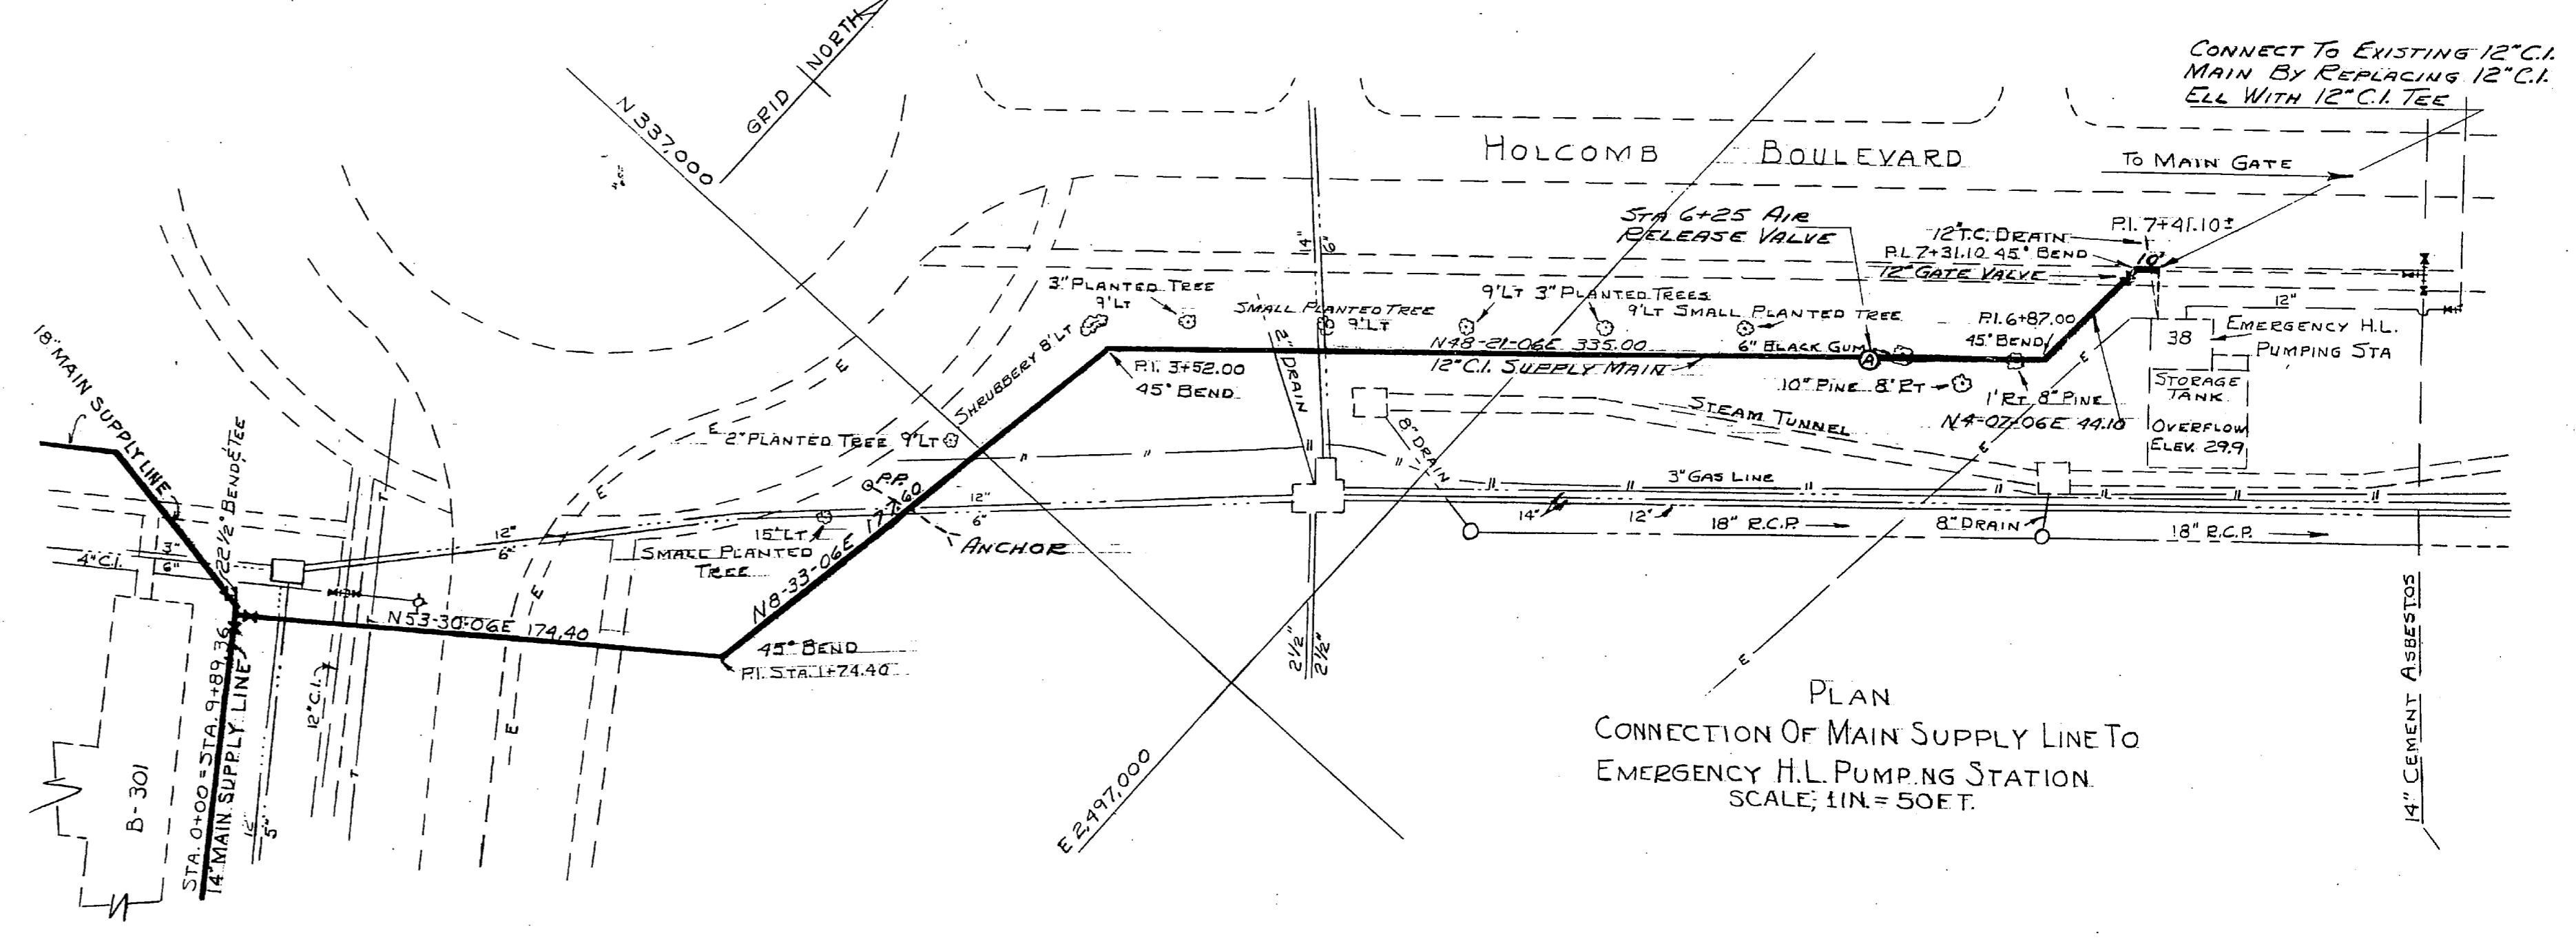 CONNECT TO EXISTING 12" C.I.
MAIN BY REPLACING 12" C.I.
ELL WITH 12" C.I. TEE
GRID NORTH
N 337,000
HOLCOMB BOULEVARD
TO MAIN GATE
STA 6+25 AIR
RELEASE VALVE
12" T.C. DRAIN
P.I. 7+41.10±
P.I. 7+31.10 45° BEND
10'
12" GATE VALVE
14"
6"
3" PLANTED TREE
9' LT
SMALL PLANTED TREE
9' LT
9' LT 3" PLANTED TREES
9' LT SMALL PLANTED TREE
12"
P.I. 6+87.00
45° BEND
38
EMERGENCY H.L.
PUMPING STA
SHRUBBERY 8' LT
N48-21-06E 335.00
6" BLACK GUM
A
12" C.I. SUPPLY MAIN
P.I. 3+52.00
45° BEND
2" DRAIN
10" PINE 8' RT
1' RT 8" PINE
STORAGE
TANK
OVERFLOW
ELEV. 29.9
N4-02-06E 44.10
STEAM TUNNEL
8" DRAIN
18" MAIN SUPPLY LINE
22½° BEND & TEE
2" PLANTED TREE 9' LT
P.P.
177.60
N8-33-06E
ANCHOR
15' LT
SMALL PLANTED
TREE
12"
6"
12"
6"
3" GAS LINE
14"
12"
18" R.C.P.
8" DRAIN
18" R.C.P.
3"
6"
4" C.I.
T
T
T
E
E
E
E
E
E
E
E
E
N53-30-06E 174.40
45° BEND
P.I. STA. 1+74.40
2½"
2½"
12" C.I.
12"
5"
B-301
STA. 0+00 = STA. 9+89.36
14" MAIN SUPPLY LINE
E 2,497,000
14" CEMENT ASBESTOS
PLAN
CONNECTION OF MAIN SUPPLY LINE TO
EMERGENCY H.L. PUMP.NG STATION
SCALE; 1 IN. = 50 FT.